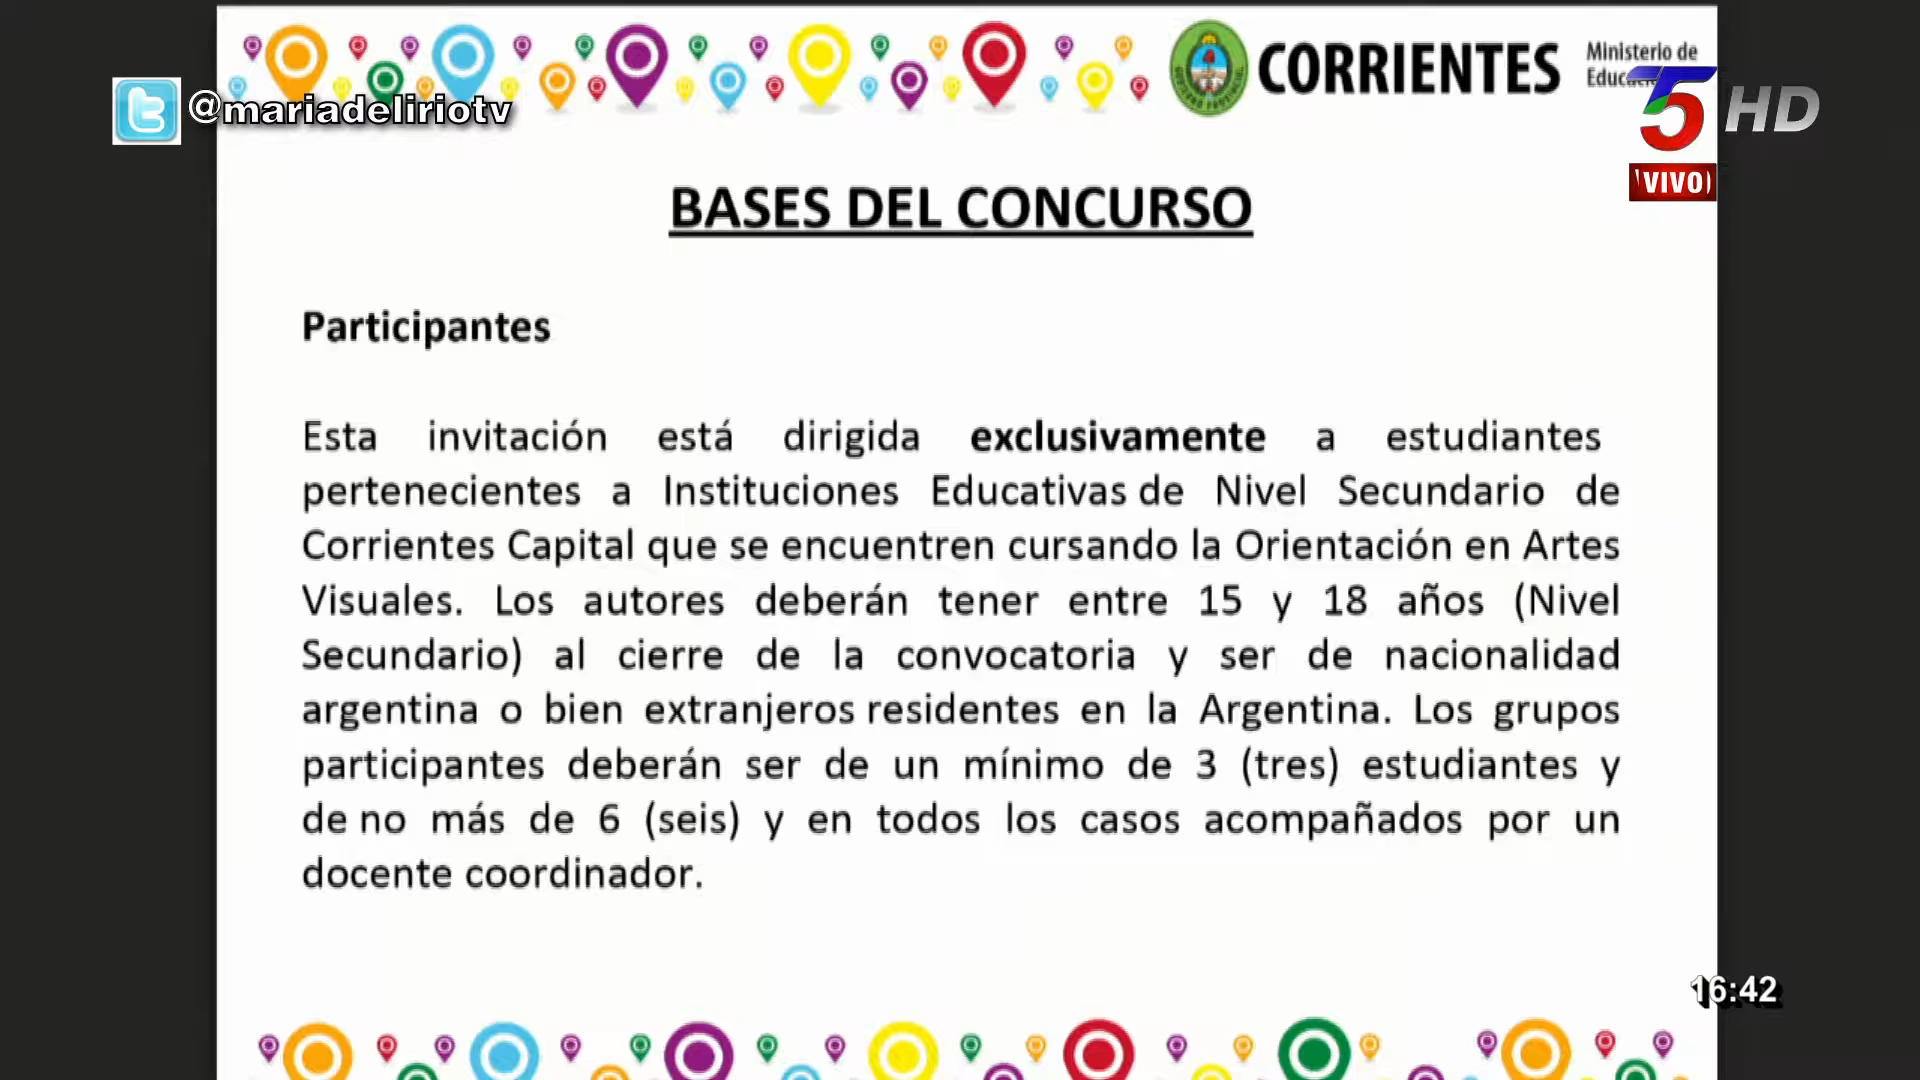 CORRIENTES
Ministerio de
@mariadeliriotv
5 HD
VIVO
BASES DEL CONCURSO
Participantes
Esta invitación está dirigida exclusivamente a estudiantes
pertenecientes a Instituciones Educativas de Nivel Secundario de
Corrientes Capital que se encuentren cursando la Orientación en Artes
Visuales. Los autores deberán tener entre 15 y 18 años (Nivel
Secundario) al cierre de la convocatoria y ser de nacionalidad
argentina o bien extranjeros residentes en la Argentina. Los grupos
participantes deberán ser de un mínimo de 3 (tres) estudiantes y
de no más de 6 (seis) y en todos los casos acompañados por un
docente coordinador.
16:42